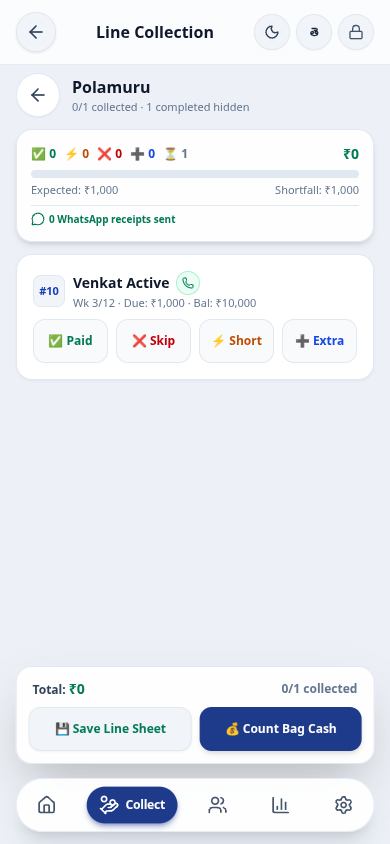 Line Collection
త
Polamuru
0/1 collected · 1 completed hidden
✅ 0 ⚡ 0 ❌ 0 ➕ 0 ⏳ 1 ₹0
Expected: ₹1,000 Shortfall: ₹1,000
0 WhatsApp receipts sent
#10 Venkat Active
Wk 3/12 · Due: ₹1,000 · Bal: ₹10,000
✅ Paid ❌ Skip ⚡ Short ➕ Extra
Total: ₹0 0/1 collected
💾 Save Line Sheet 💰 Count Bag Cash
Collect